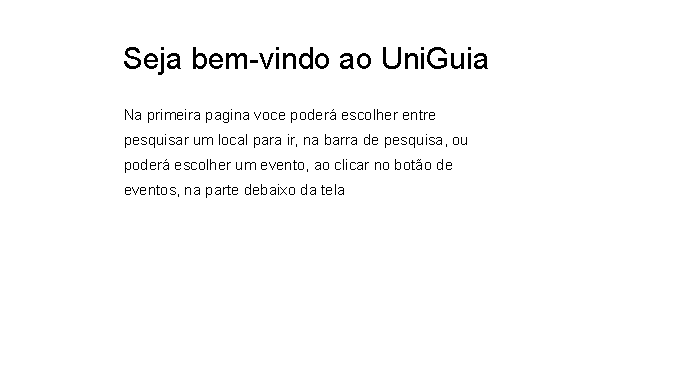 Seja bem-vindo ao UniGuia
Na primeira pagina voce poderá escolher entre
pesquisar um local para ir, na barra de pesquisa, ou
poderá escolher um evento, ao clicar no botão de
eventos, na parte debaixo da tela